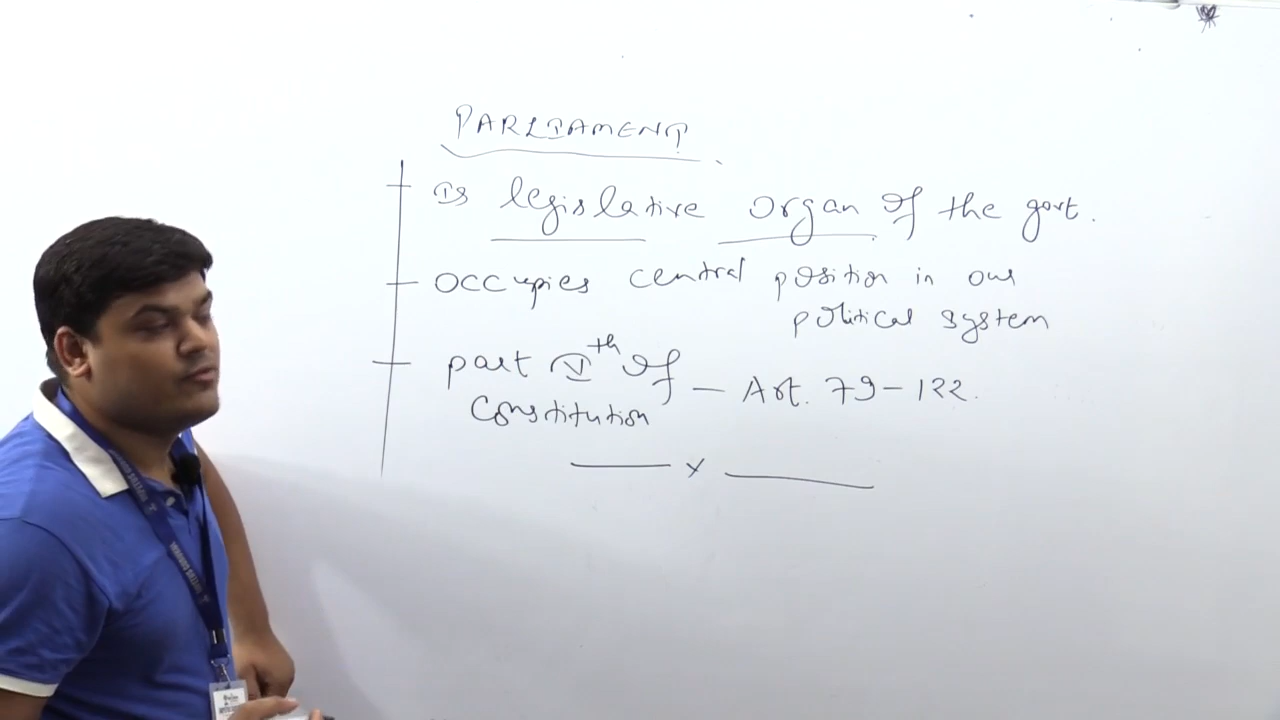 PARLIAMENT
Is legislative organ of the govt.
occupies central position in our
political system
part Vth of — Art. 79-122.
Constitution
—— x ——